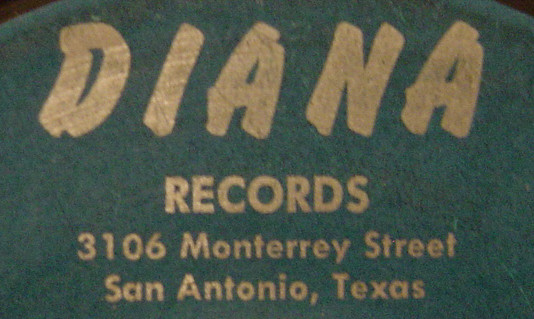 DIANA
RECORDS
3106 Monterrey Street
San Antonio, Texas